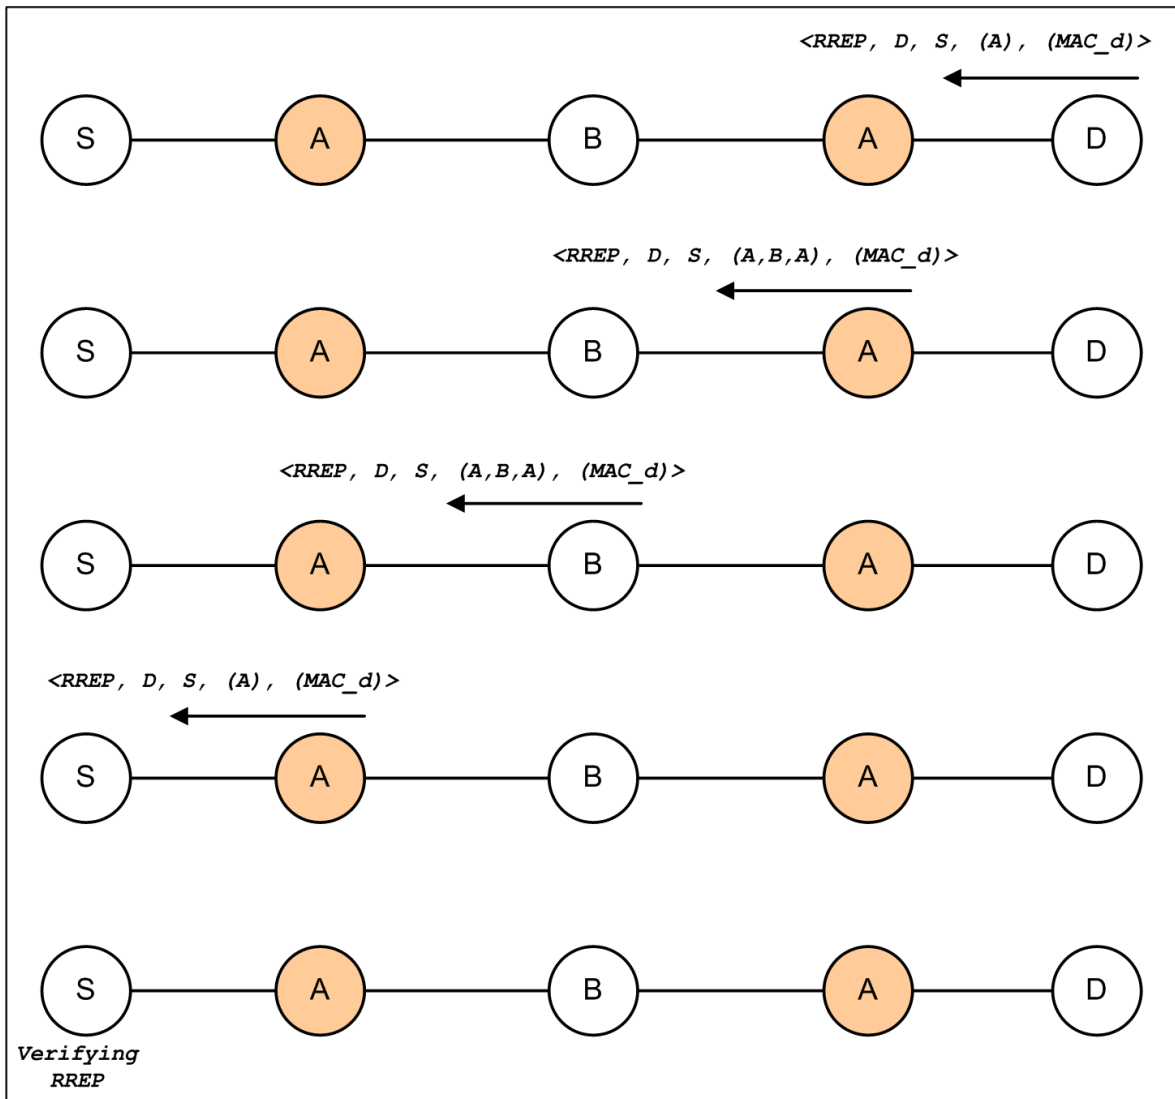 <RREP, D, S, (A), (MAC_d)>
S A B A D
<RREP, D, S, (A,B,A), (MAC_d)>
S A B A D
<RREP, D, S, (A,B,A), (MAC_d)>
S A B A D
<RREP, D, S, (A), (MAC_d)>
S A B A D
S A B A D
Verifying
RREP